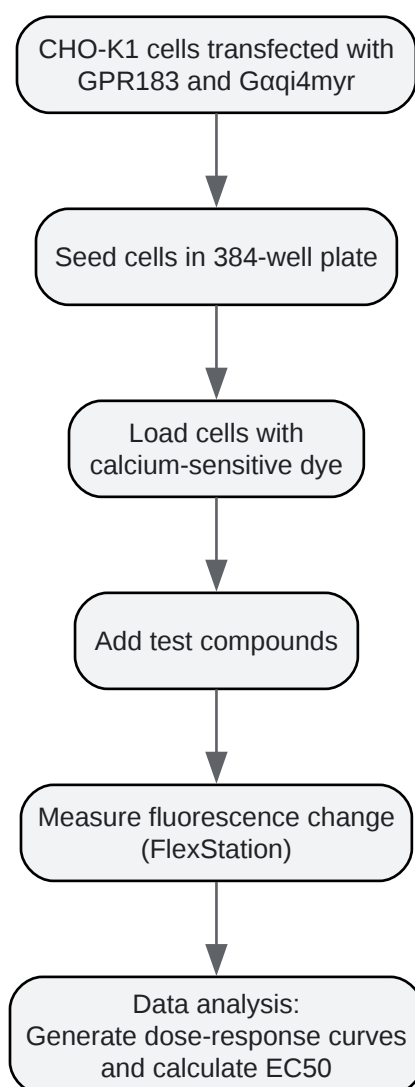 CHO-K1 cells transfected with
GPR183 and Gαqi4myr
Seed cells in 384-well plate
Load cells with
calcium-sensitive dye
Add test compounds
Measure fluorescence change
(FlexStation)
Data analysis:
Generate dose-response curves
and calculate EC50